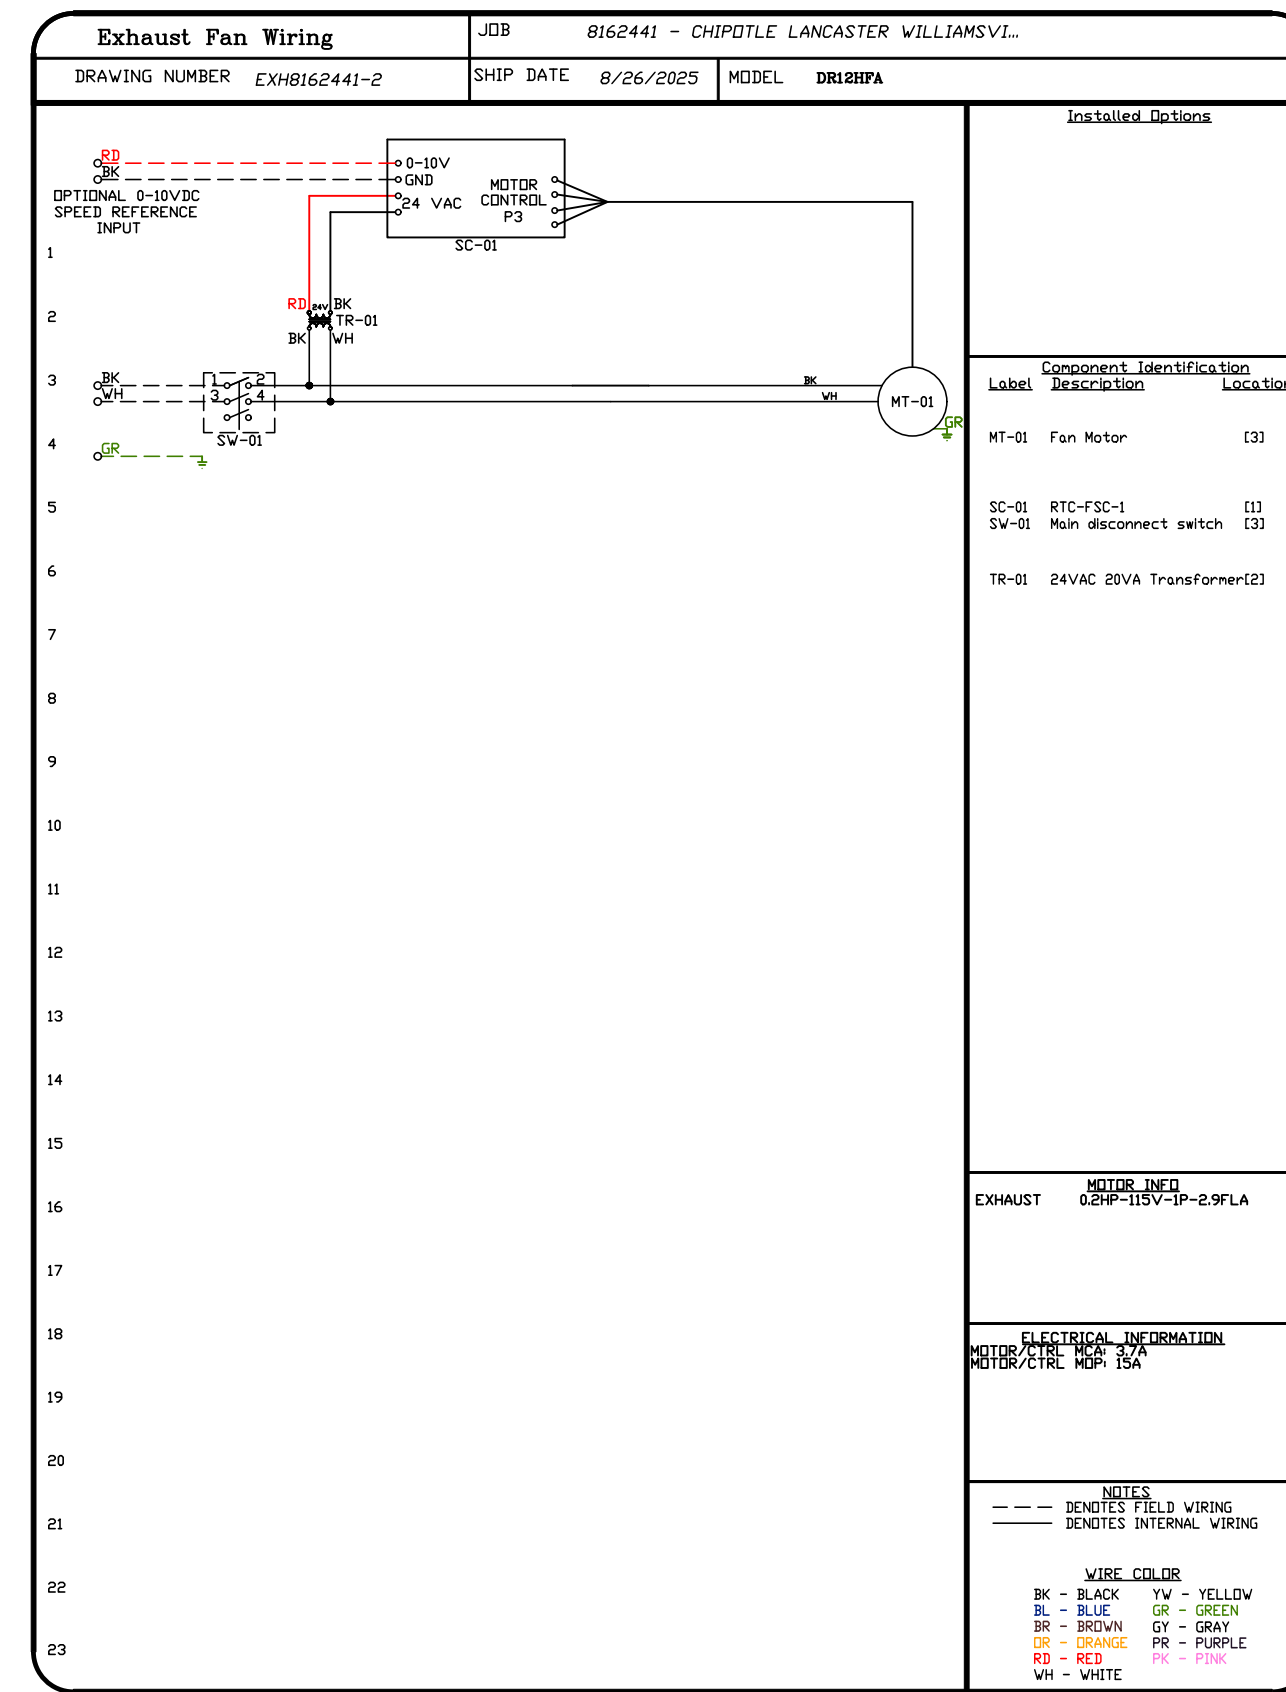 Exhaust Fan Wiring
JOB 8162441 - CHIPOTLE LANCASTER WILLIAMSVI...
DRAWING NUMBER EXH8162441-2
SHIP DATE 8/26/2025
MODEL DR12HFA
RD
BK
OPTIONAL 0-10VDC
SPEED REFERENCE
INPUT
0-10V
GND
24 VAC
MOTOR
CONTROL
P3
SC-01
RD 24V BK
TR-01
BK WH
BK
WH
1 2
3 4
SW-01
GR
BK
WH
MT-01
GR
1
2
3
4
5
6
7
8
9
10
11
12
13
14
15
16
17
18
19
20
21
22
23
Installed Options
Component Identification
Label Description Location
MT-01 Fan Motor [3]
SC-01 RTC-FSC-1 [1]
SW-01 Main disconnect switch [3]
TR-01 24VAC 20VA Transformer[2]
MOTOR INFO
EXHAUST 0.2HP-115V-1P-2.9FLA
ELECTRICAL INFORMATION
MOTOR/CTRL MCA: 3.7A
MOTOR/CTRL MOP: 15A
NOTES
DENOTES FIELD WIRING
DENOTES INTERNAL WIRING
WIRE COLOR
BK - BLACK YW - YELLOW
BL - BLUE GR - GREEN
BR - BROWN GY - GRAY
OR - ORANGE PR - PURPLE
RD - RED PK - PINK
WH - WHITE